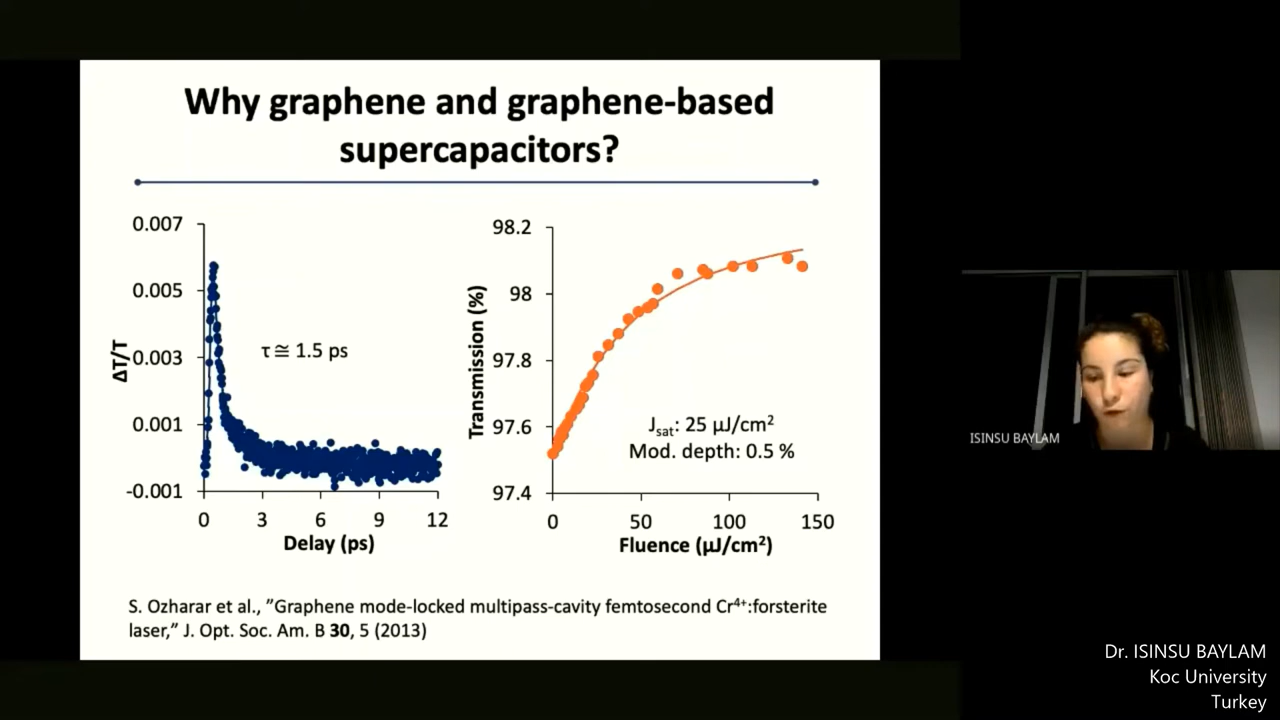 Why graphene and graphene-based
supercapacitors?
0.007
0.005
0.003
0.001
-0.001
ΔT/T
τ ≅ 1.5 ps
0 3 6 9 12
Delay (ps)
98.2
98
97.8
97.6
97.4
Transmission (%)
Jsat: 25 µJ/cm²
Mod. depth: 0.5 %
0 50 100 150
Fluence (µJ/cm²)
S. Ozharar et al., ”Graphene mode-locked multipass-cavity femtosecond Cr⁴⁺:forsterite
laser,” J. Opt. Soc. Am. B 30, 5 (2013)
ISINSU BAYLAM
Dr. ISINSU BAYLAM
Koc University
Turkey